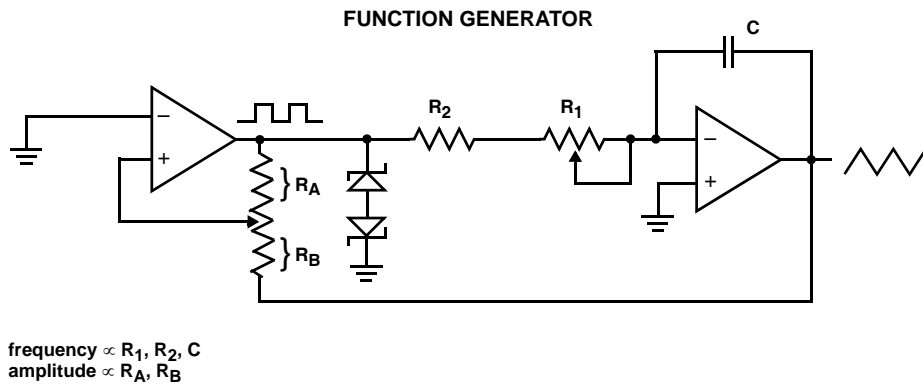 FUNCTION GENERATOR
C
R2
R1
−
+
−
+
} RA
} RB
frequency ∝ R1, R2, C
amplitude ∝ RA, RB